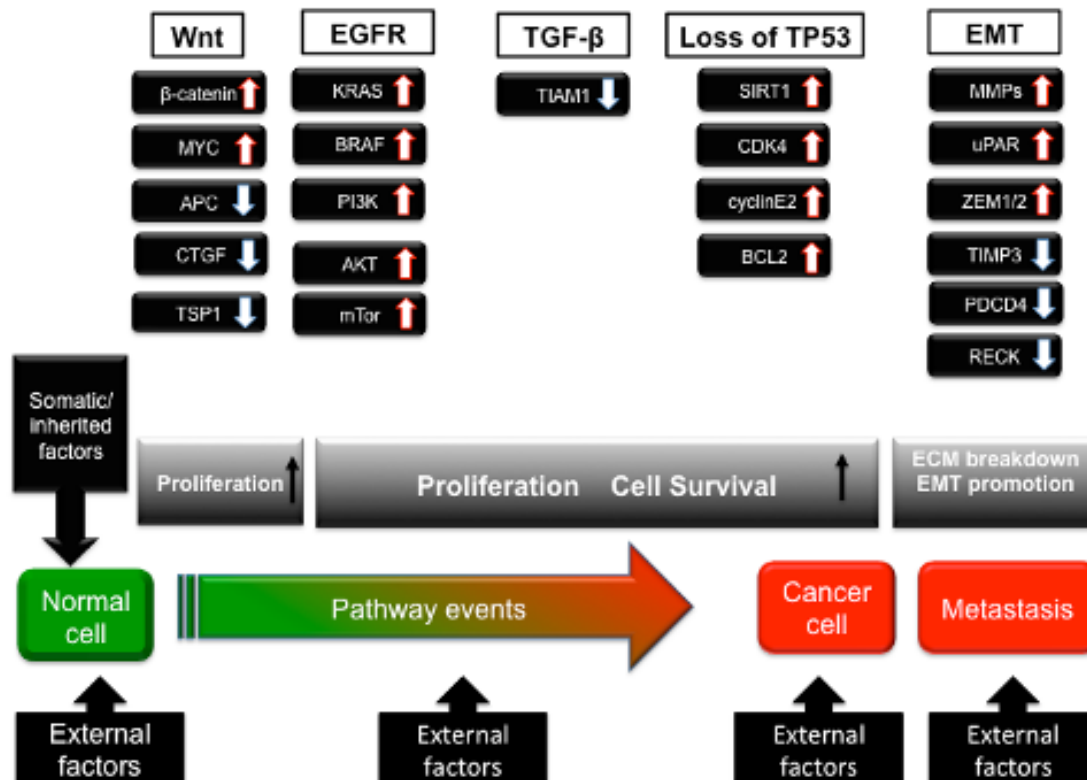 Wnt
EGFR
TGF-β
Loss of TP53
EMT
β-catenin
KRAS
TIAM1
SIRT1
MMPs
MYC
BRAF
CDK4
uPAR
APC
PI3K
cyclinE2
ZEM1/2
CTGF
AKT
BCL2
TIMP3
TSP1
mTor
PDCD4
RECK
Somatic/
inherited
factors
Proliferation
Proliferation Cell Survival
ECM breakdown
EMT promotion
Normal
cell
Pathway events
Cancer
cell
Metastasis
External
factors
External
factors
External
factors
External
factors